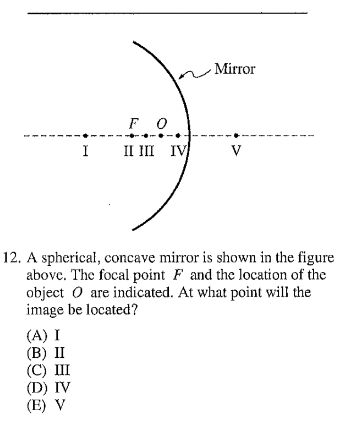 Mirror
F O
I II III IV V
12. A spherical, concave mirror is shown in the figure
above. The focal point F and the location of the
object O are indicated. At what point will the
image be located?
(A) I
(B) II
(C) III
(D) IV
(E) V